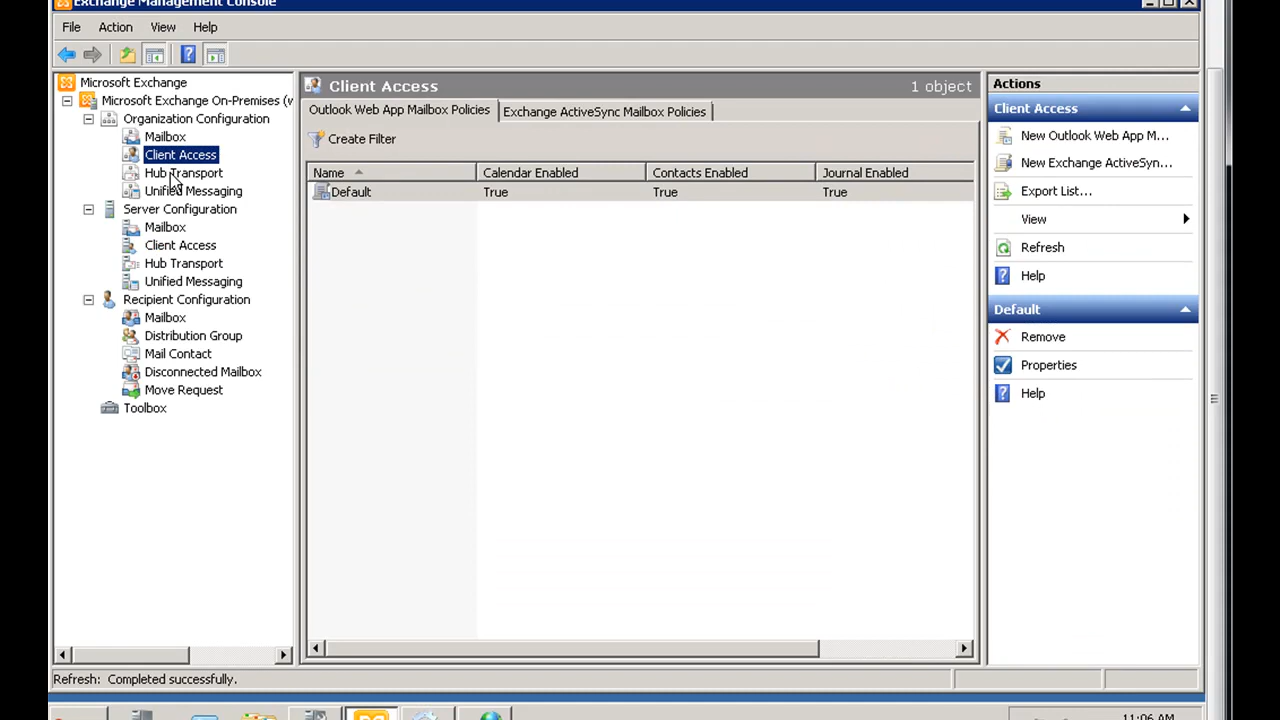 Exchange Management Console
File Action View Help
Microsoft Exchange
Microsoft Exchange On-Premises (w
Organization Configuration
Mailbox
Client Access
Hub Transport
Unified Messaging
Server Configuration
Mailbox
Client Access
Hub Transport
Unified Messaging
Recipient Configuration
Mailbox
Distribution Group
Mail Contact
Disconnected Mailbox
Move Request
Toolbox
Client Access 1 object
Outlook Web App Mailbox Policies Exchange ActiveSync Mailbox Policies
Create Filter
Name Calendar Enabled Contacts Enabled Journal Enabled
Default True True True
Actions
Client Access
New Outlook Web App M...
New Exchange ActiveSyn...
Export List...
View
Refresh
Help
Default
Remove
Properties
Help
Refresh: Completed successfully.
11:06 AM